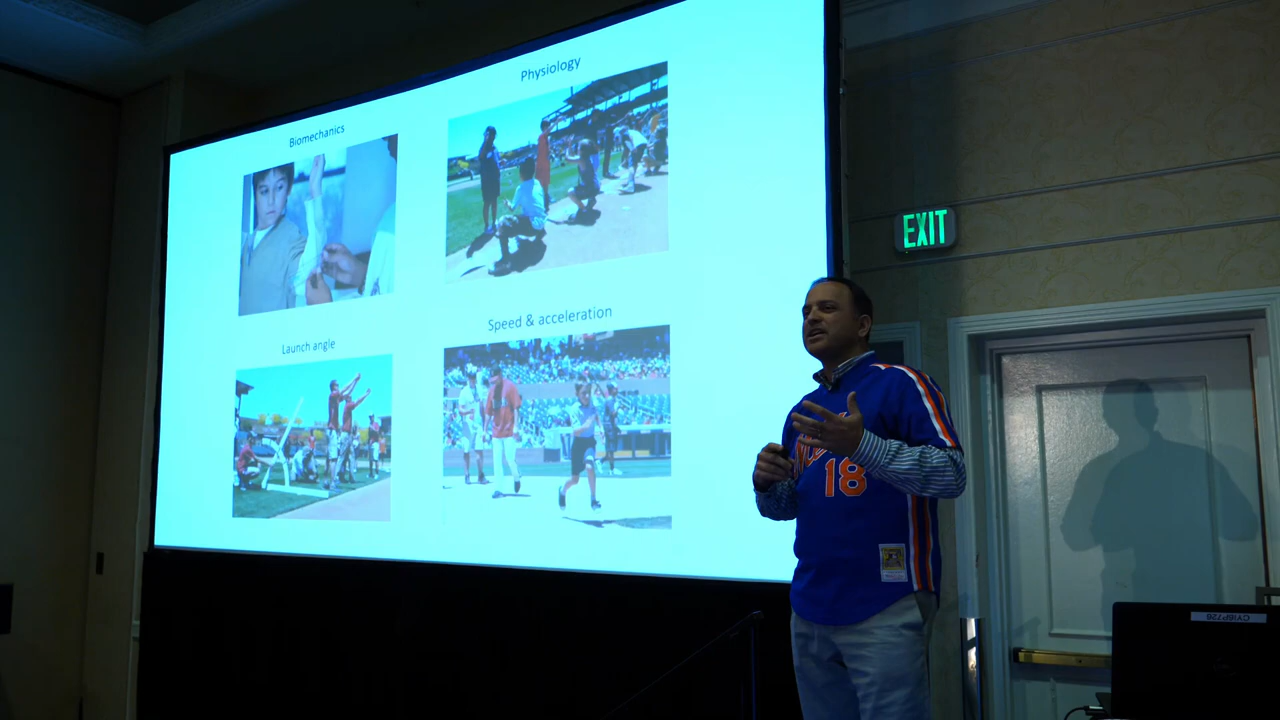 Physiology
Biomechanics
Speed & acceleration
Launch angle
EXIT
18